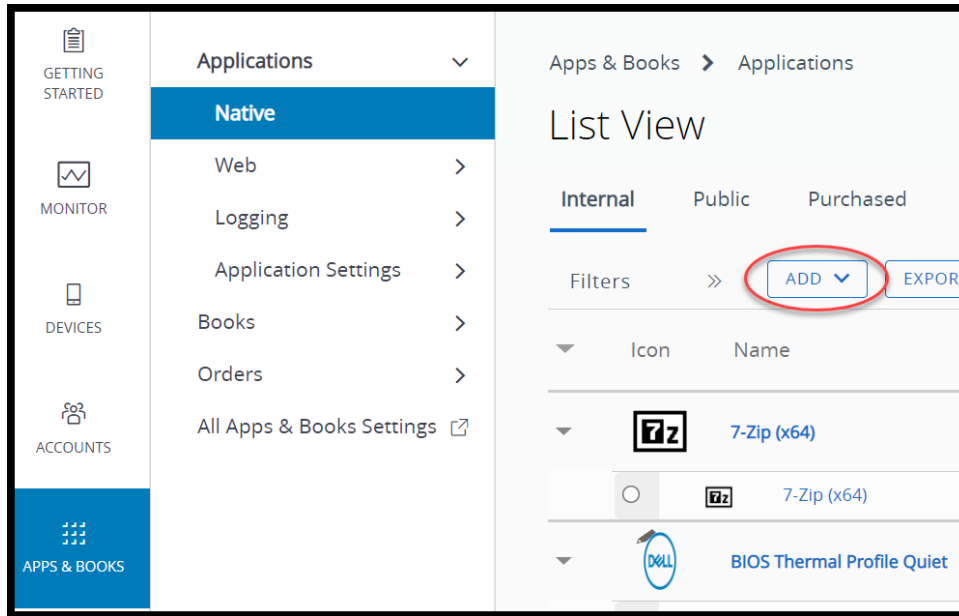 GETTING
STARTED
MONITOR
DEVICES
ACCOUNTS
APPS & BOOKS
Applications
Native
Web
Logging
Application Settings
Books
Orders
All Apps & Books Settings
Apps & Books > Applications
List View
Internal Public Purchased
Filters » ADD EXPOR
Icon Name
7z 7-Zip (x64)
7z 7-Zip (x64)
DELL BIOS Thermal Profile Quiet